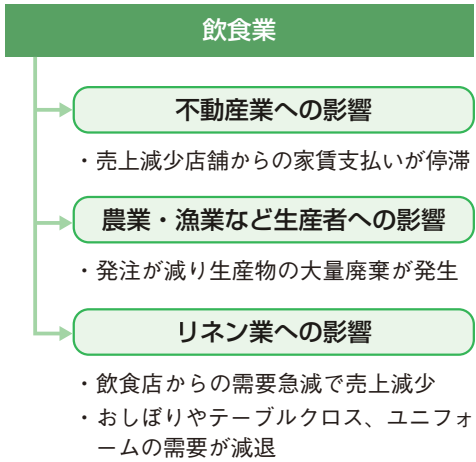 飲食業
不動産業への影響
・売上減少店舗からの家賃支払いが停滞
農業・漁業など生産者への影響
・発注が減り生産物の大量廃棄が発生
リネン業への影響
・飲食店からの需要急減で売上減少
・おしぼりやテーブルクロス、ユニフォ
ームの需要が減退